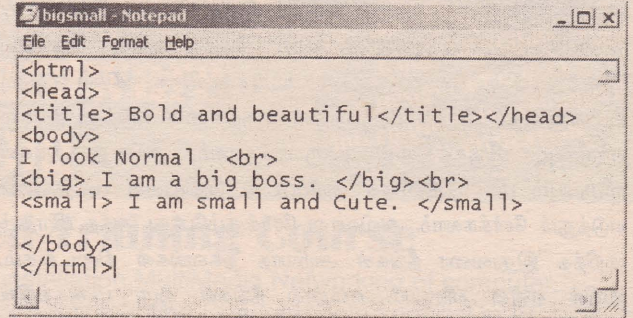 bigsmall - Notepad
File Edit Format Help
<html>
<head>
<title> Bold and beautiful</title></head>
<body>
I look Normal <br>
<big> I am a big boss. </big><br>
<small> I am small and Cute. </small>
</body>
</html>